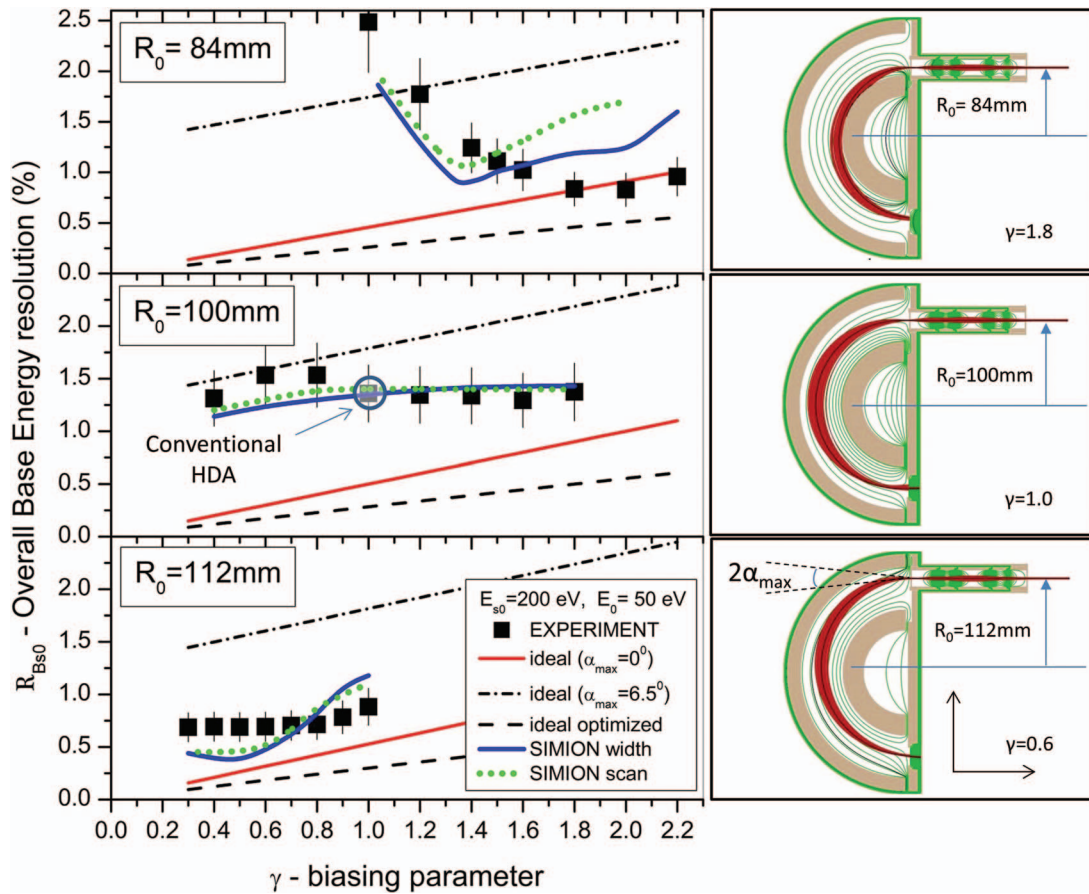 R₀= 84mm
2.5
2.0
1.5
1.0
0.5
0.0
R₀= 84mm
γ=1.8
R₀=100mm
2.0
1.5
1.0
0.5
0.0
Conventional
HDA
R₀=100mm
γ=1.0
R₀=112mm
2.0
1.5
1.0
0.5
0.0
Eₛ₀=200 eV, E₀= 50 eV
EXPERIMENT
ideal (αₘₐₓ=0⁰)
ideal (αₘₐₓ=6.5⁰)
ideal optimized
SIMION width
SIMION scan
2αₘₐₓ
R₀=112mm
γ=0.6
0.0 0.2 0.4 0.6 0.8 1.0 1.2 1.4 1.6 1.8 2.0 2.2
γ - biasing parameter
R_Bs0 - Overall Base Energy resolution (%)